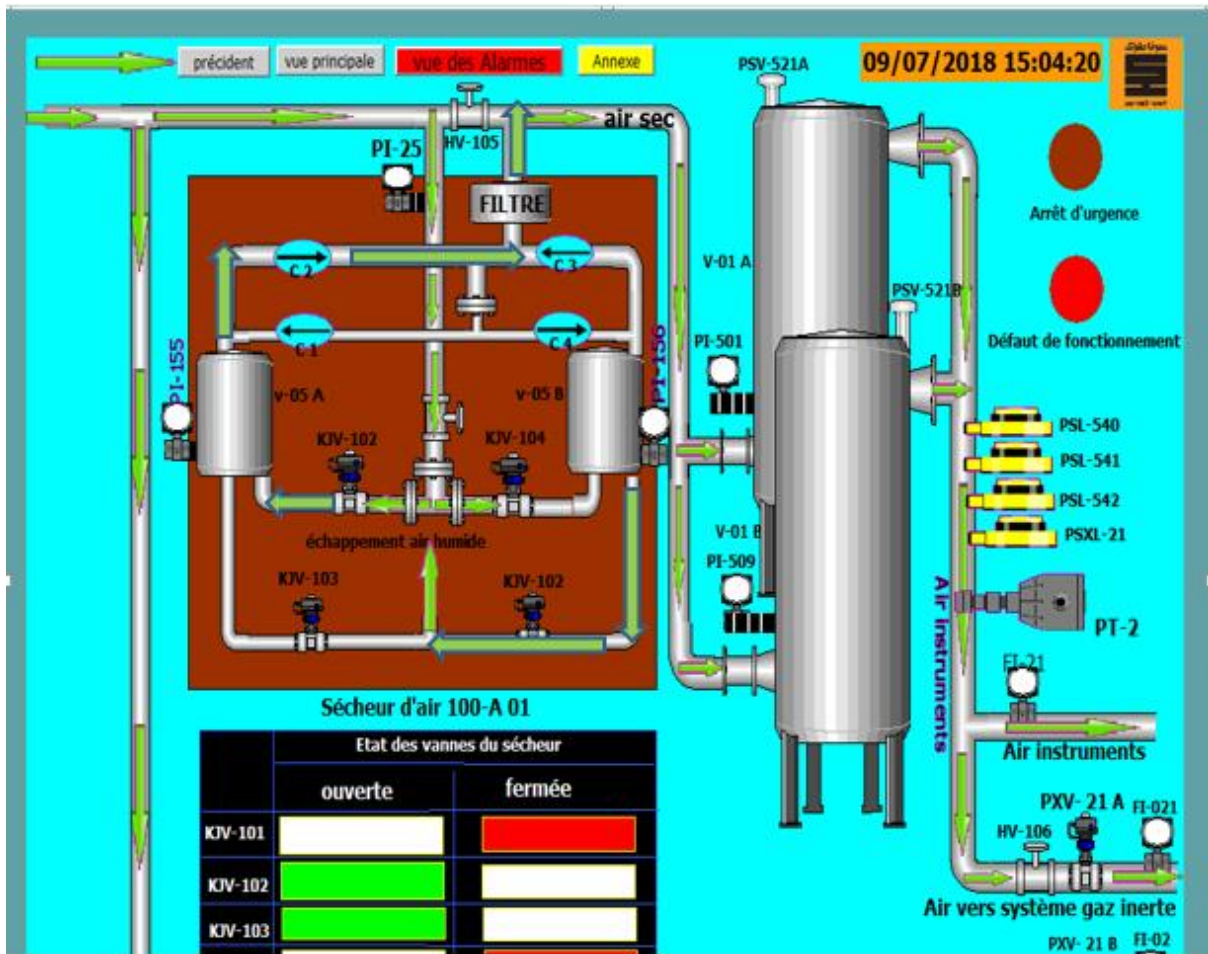 précident
vue principale
vue des Alarmes
Annexe
PSV-521A
09/07/2018 15:04:20
HV-105
air sec
PI-25
FILTRE
Arrêt d'urgence
C 2
C 3
V-01 A
PSV-521B
C 1
C 4
PI-155
PI-156
PI-501
Défaut de fonctionnement
v-05 A
v-05 B
KJV-102
KJV-104
PSL-540
PSL-541
PSL-542
PSXL-21
échappement air humide
V-01 B
PI-509
KJV-103
KJV-102
Air instruments
PT-2
FI-21
Sécheur d'air 100-A 01
Air instruments
Etat des vannes du sécheur
ouverte
fermée
PXV- 21 A
FI-021
HV-106
KJV-101
KJV-102
KJV-103
Air vers système gaz inerte
PXV- 21 B
FI-02